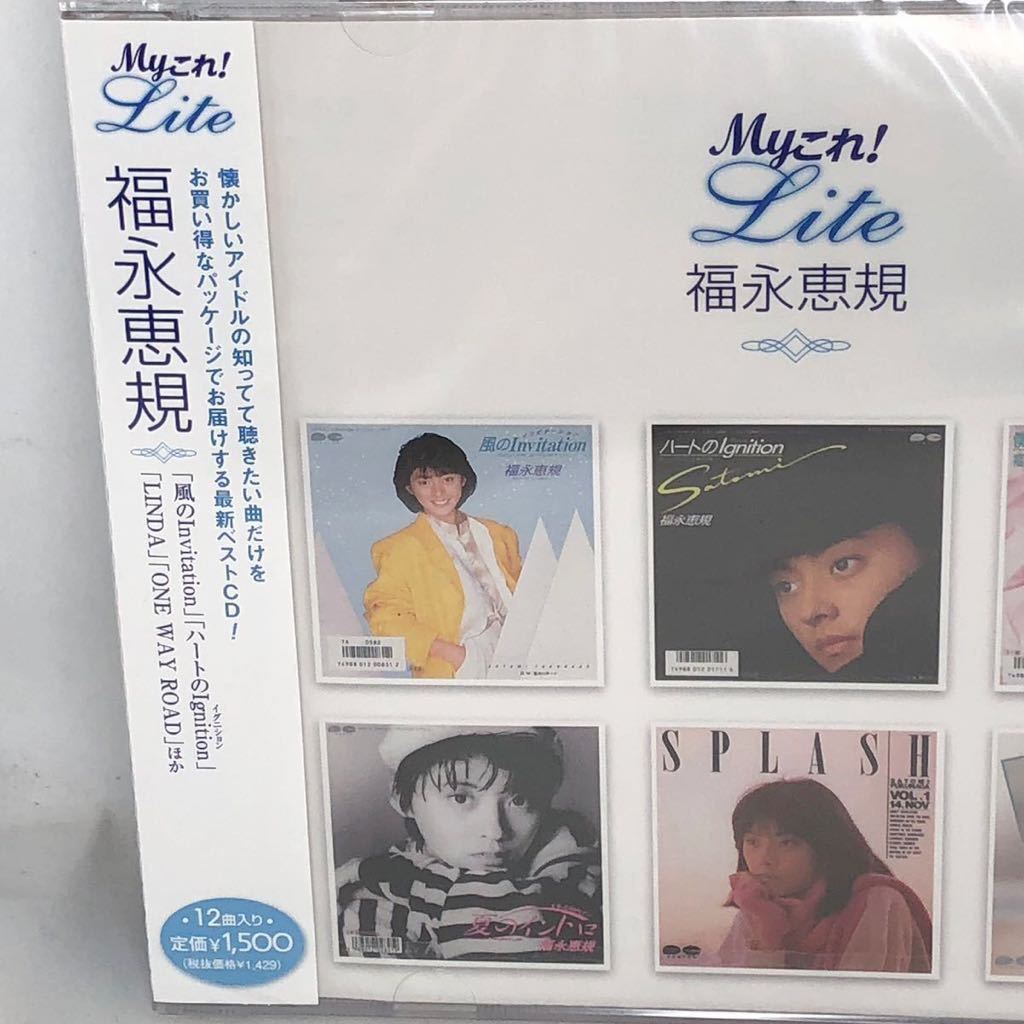 Myこれ!
Lite
福永恵規
懐かしいアイドルの知ってて聴きたい曲だけを
お買い得なパッケージでお届けする最新ベストCD!
「風のInvitation」「ハートのIgnition」
イグニション
「LINDA」「ONE WAY ROAD」ほか
・12曲入り・
定価¥1,500
(税抜価格¥1,429)
Myこれ!
Lite
福永恵規
風のInvitation
福永恵規
ハートのIgnition
Satomi
福永恵規
福永恵規
SPLASH
SATOMI
FUKUNAGA
VOL.1
14.NOV